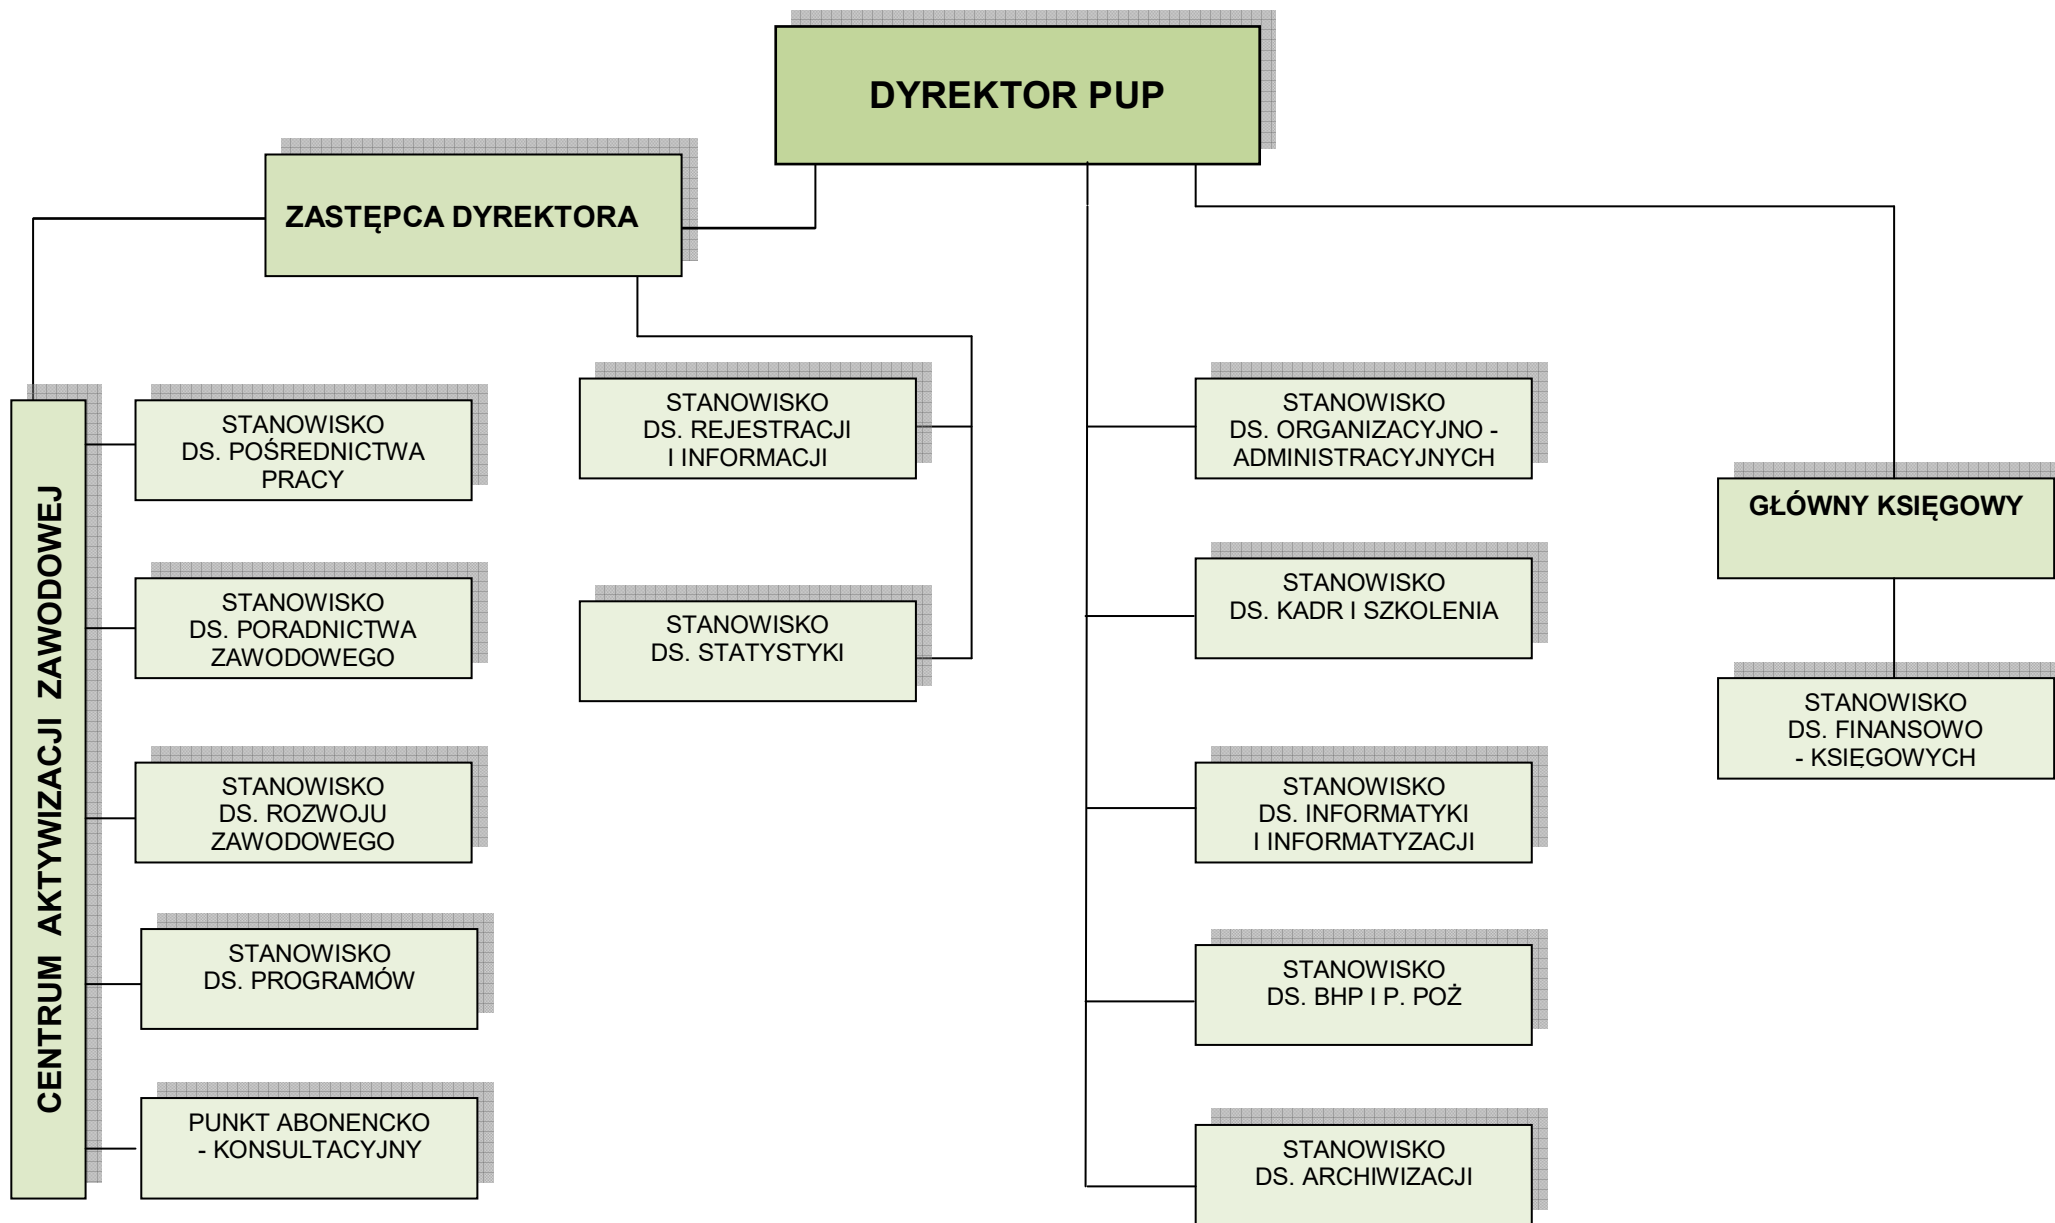 DYREKTOR PUP
ZASTĘPCA DYREKTORA
CENTRUM AKTYWIZACJI ZAWODOWEJ
STANOWISKO
DS. POŚREDNICTWA
PRACY
STANOWISKO
DS. PORADNICTWA
ZAWODOWEGO
STANOWISKO
DS. ROZWOJU
ZAWODOWEGO
STANOWISKO
DS. PROGRAMÓW
PUNKT ABONENCKO
- KONSULTACYJNY
STANOWISKO
DS. REJESTRACJI
I INFORMACJI
STANOWISKO
DS. STATYSTYKI
STANOWISKO
DS. ORGANIZACYJNO -
ADMINISTRACYJNYCH
STANOWISKO
DS. KADR I SZKOLENIA
STANOWISKO
DS. INFORMATYKI
I INFORMATYZACJI
STANOWISKO
DS. BHP I P. POŻ
STANOWISKO
DS. ARCHIWIZACJI
GŁÓWNY KSIĘGOWY
STANOWISKO
DS. FINANSOWO
- KSIĘGOWYCH